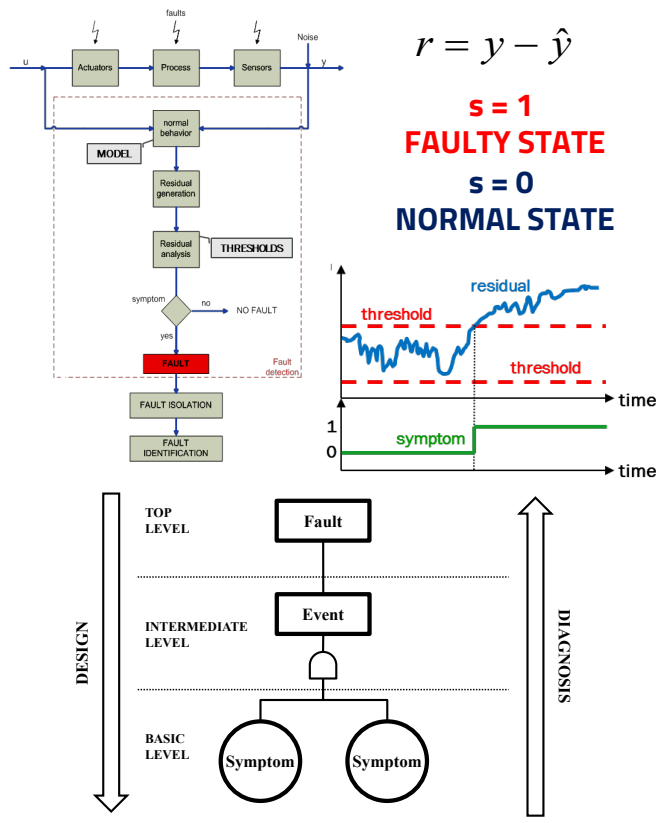 faults
Noise
u
Actuators
Process
Sensors
y
normal
behavior
MODEL
Residual
generation
Residual
analysis
THRESHOLDS
symptom
no
NO FAULT
yes
FAULT
Fault
detection
FAULT ISOLATION
FAULT
IDENTIFICATION
r = y − ŷ
s = 1
FAULTY STATE
s = 0
NORMAL STATE
residual
threshold
threshold
time
1
symptom
0
time
TOP
LEVEL
Fault
INTERMEDIATE
LEVEL
Event
BASIC
LEVEL
Symptom
Symptom
DESIGN
DIAGNOSIS